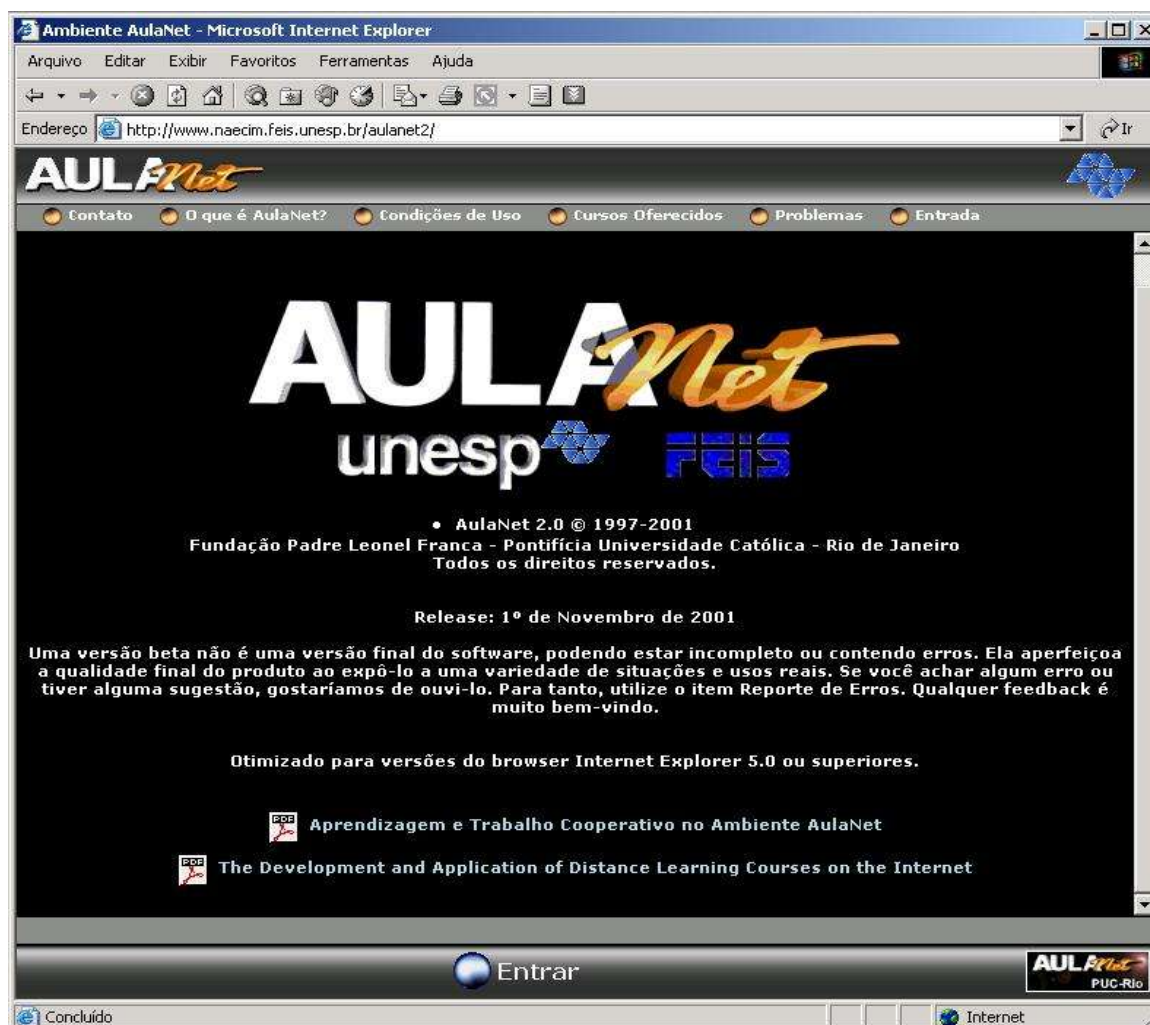 Ambiente AulaNet - Microsoft Internet Explorer
Arquivo Editar Exibir Favoritos Ferramentas Ajuda
Endereço http://www.naecim.feis.unesp.br/aulanet2/ Ir
AULANet
Contato O que é AulaNet? Condições de Uso Cursos Oferecidos Problemas Entrada
AULANet
unesp FEIS
• AulaNet 2.0 © 1997-2001
Fundação Padre Leonel Franca - Pontifícia Universidade Católica - Rio de Janeiro
Todos os direitos reservados.
Release: 1º de Novembro de 2001
Uma versão beta não é uma versão final do software, podendo estar incompleto ou contendo erros. Ela aperfeiçoa
a qualidade final do produto ao expô-lo a uma variedade de situações e usos reais. Se você achar algum erro ou
tiver alguma sugestão, gostaríamos de ouvi-lo. Para tanto, utilize o item Reporte de Erros. Qualquer feedback é
muito bem-vindo.
Otimizado para versões do browser Internet Explorer 5.0 ou superiores.
PDF Aprendizagem e Trabalho Cooperativo no Ambiente AulaNet
PDF The Development and Application of Distance Learning Courses on the Internet
Entrar
AULANet
PUC-Rio
Concluído Internet